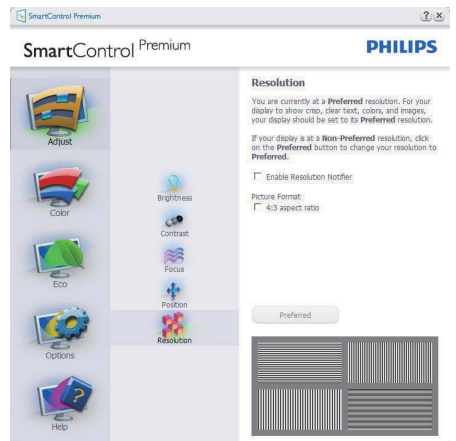 SmartControl Premium
SmartControl Premium
PHILIPS
Adjust
Color
Eco
Options
Help
Brightness
Contrast
Focus
Position
Resolution
Resolution
You are currently at a Preferred resolution. For your
display to show crisp, clear text, colors, and images,
your display should be set to its Preferred resolution.
If your display is at a Non-Preferred resolution, click
on the Preferred button to change your resolution to
Preferred.
Enable Resolution Notifier
Picture Format
4:3 aspect ratio
Preferred